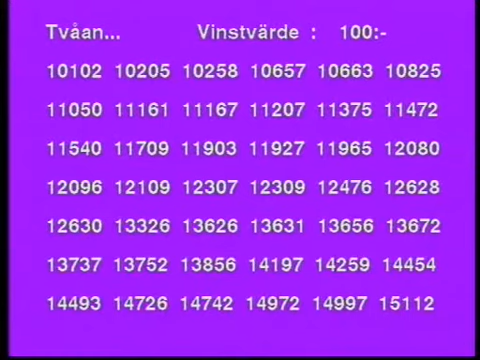 Tvåan... Vinstvärde : 100:-
10102 10205 10258 10657 10663 10825
11050 11161 11167 11207 11375 11472
11540 11709 11903 11927 11965 12080
12096 12109 12307 12309 12476 12628
12630 13326 13626 13631 13656 13672
13737 13752 13856 14197 14259 14454
14493 14726 14742 14972 14997 15112